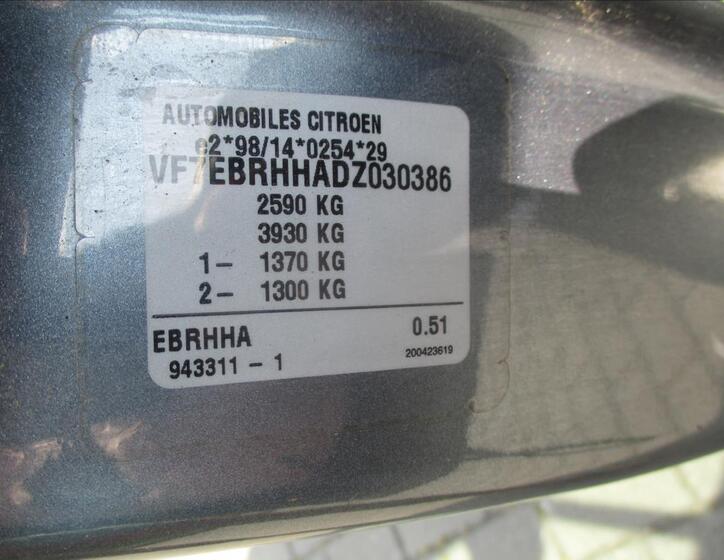 AUTOMOBILES CITROEN
e2*98/14*0254*29
VF7EBRHHADZ030386
2590 KG
3930 KG
1- 1370 KG
2- 1300 KG
EBRHHA 0.51
943311 - 1 200423619